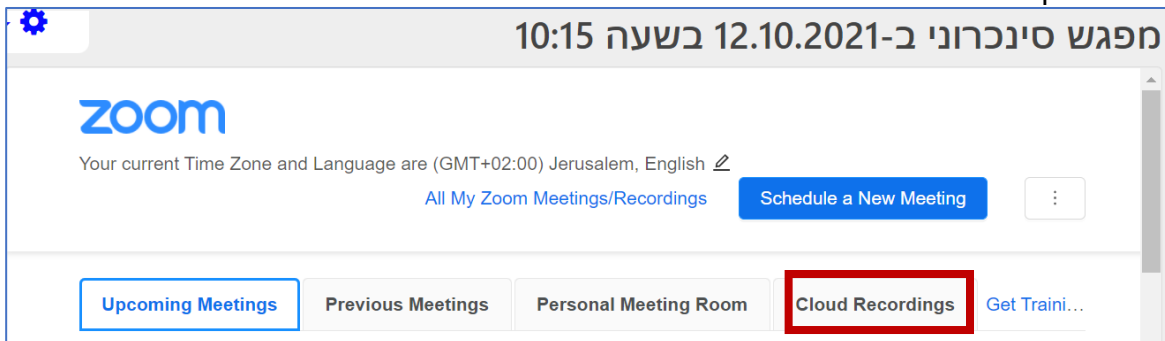 מפגש סינכרוני ב-12.10.2021 בשעה 10:15
zoom
Your current Time Zone and Language are (GMT+02:00) Jerusalem, English
All My Zoom Meetings/Recordings Schedule a New Meeting
Upcoming Meetings Previous Meetings Personal Meeting Room Cloud Recordings Get Traini...